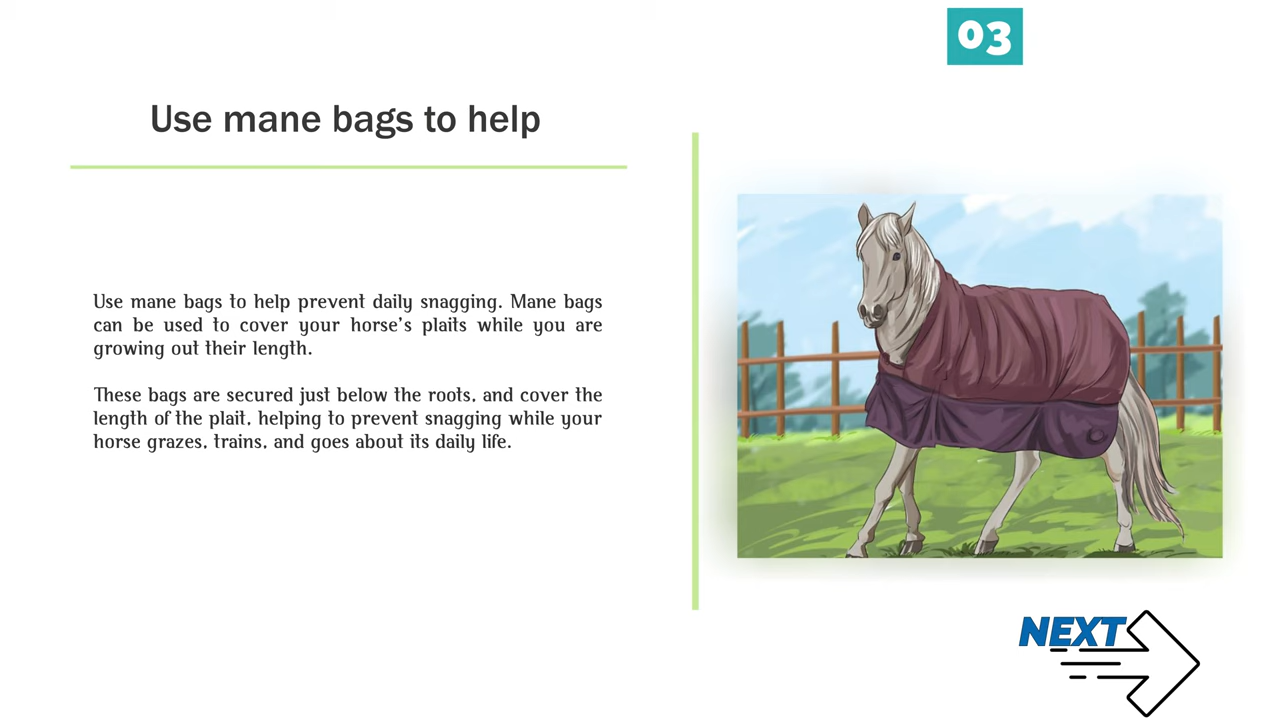 03
Use mane bags to help
Use mane bags to help prevent daily snagging. Mane bags
can be used to cover your horse's plaits while you are
growing out their length.
These bags are secured just below the roots, and cover the
length of the plait, helping to prevent snagging while your
horse grazes, trains, and goes about its daily life.
NEXT